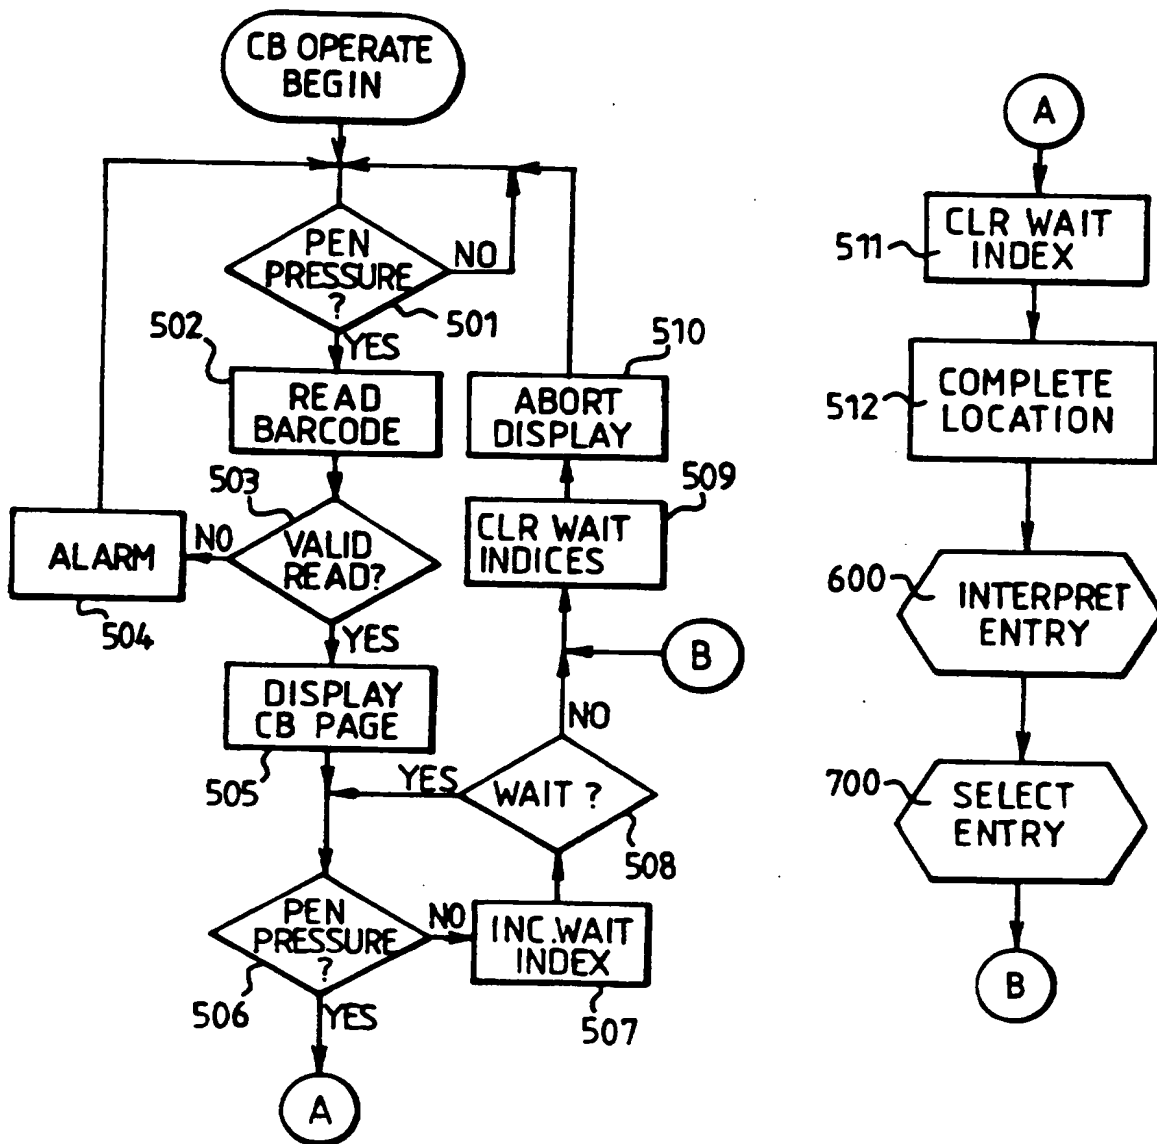 CB OPERATE
BEGIN
PEN
PRESSURE
?
NO
501
YES
502
READ
BARCODE
503
VALID
READ?
NO
ALARM
504
YES
DISPLAY
CB PAGE
505
PEN
PRESSURE
?
506
NO
YES
A
INC.WAIT
INDEX
507
WAIT ?
508
YES
NO
B
CLR WAIT
INDICES
509
ABORT
DISPLAY
510
A
CLR WAIT
INDEX
511
COMPLETE
LOCATION
512
INTERPRET
ENTRY
600
SELECT
ENTRY
700
B